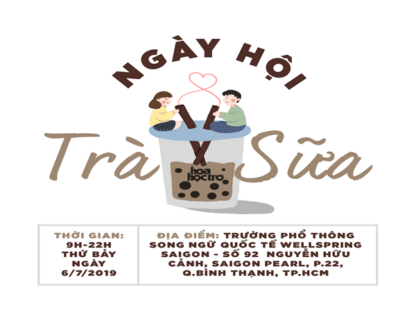 NGÀY HỘI
Trà Sữa
hoa
học trò
THỜI GIAN:
9H-22H
THỨ BẢY
NGÀY
6/7/2019
ĐỊA ĐIỂM: TRƯỜNG PHỔ THÔNG
SONG NGỮ QUỐC TẾ WELLSPRING
SAIGON - SỐ 92 NGUYỄN HỮU
CẢNH, SAIGON PEARL, P.22,
Q.BÌNH THẠNH, TP.HCM